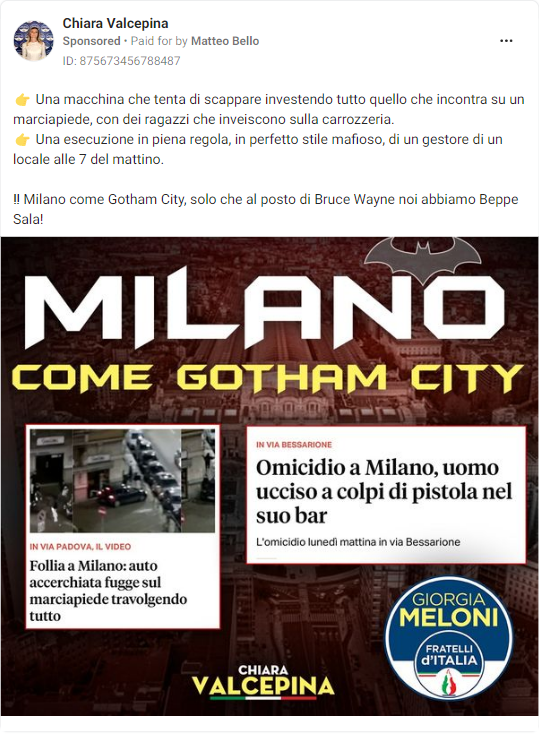 Chiara Valcepina
Sponsored • Paid for by Matteo Bello
ID: 875673456788487
👉 Una macchina che tenta di scappare investendo tutto quello che incontra su un
marciapiede, con dei ragazzi che inveiscono sulla carrozzeria.
👉 Una esecuzione in piena regola, in perfetto stile mafioso, di un gestore di un
locale alle 7 del mattino.
‼ Milano come Gotham City, solo che al posto di Bruce Wayne noi abbiamo Beppe
Sala!
MILANO
COME GOTHAM CITY
IN VIA PADOVA, IL VIDEO
Follia a Milano: auto
accerchiata fugge sul
marciapiede travolgendo
tutto
IN VIA BESSARIONE
Omicidio a Milano, uomo
ucciso a colpi di pistola nel
suo bar
L'omicidio lunedì mattina in via Bessarione
GIORGIA
MELONI
FRATELLI
d'ITALIA
CHIARA
VALCEPINA